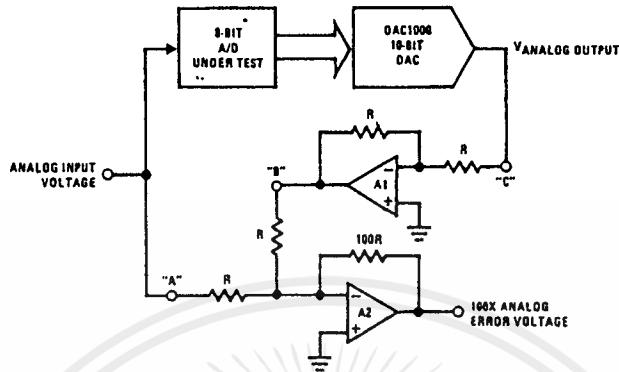 8-BIT
A/D
UNDER TEST
DAC1008
10-BIT
DAC
VANALOG OUTPUT
R
R
"B"
ANALOG INPUT
VOLTAGE
A1
-
+
"C"
R
100R
"A"
R
-
A2
+
100X ANALOG
ERROR VOLTAGE